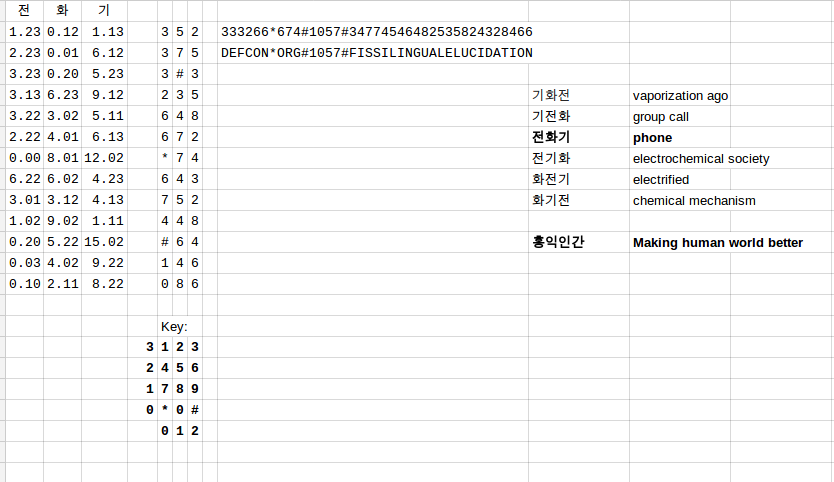 전 화 기
1.23 0.12 1.13 3 5 2 333266*674#1057#34774546482535824328466
2.23 0.01 6.12 3 7 5 DEFCON*ORG#1057#FISSILINGUALELUCIDATION
3.23 0.20 5.23 3 # 3
3.13 6.23 9.12 2 3 5 기화전 vaporization ago
3.22 3.02 5.11 6 4 8 기전화 group call
2.22 4.01 6.13 6 7 2 전화기 phone
0.00 8.01 12.02 * 7 4 전기화 electrochemical society
6.22 6.02 4.23 6 4 3 화전기 electrified
3.01 3.12 4.13 7 5 2 화기전 chemical mechanism
1.02 9.02 1.11 4 4 8
0.20 5.22 15.02 # 6 4 홍익인간 Making human world better
0.03 4.02 9.22 1 4 6
0.10 2.11 8.22 0 8 6
Key:
3 1 2 3
2 4 5 6
1 7 8 9
0 * 0 #
0 1 2